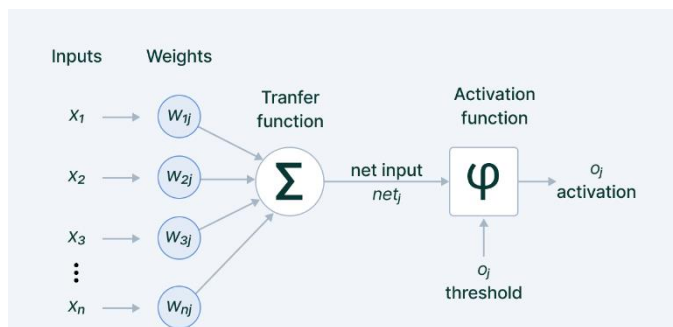 Inputs
Weights
Tranfer
function
Activation
function
X1
W1j
X2
W2j
X3
W3j
⋮
Xn
Wnj
Σ
net input
netj
φ
oj
activation
oj
threshold